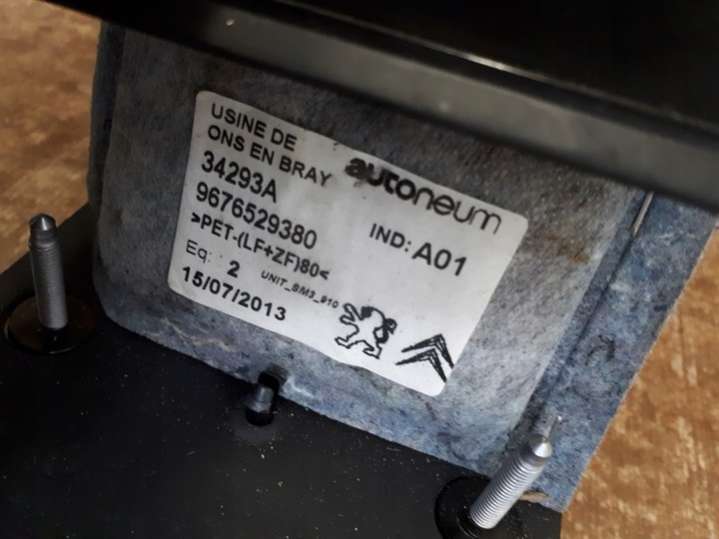 USINE DE
ONS EN BRAY
autoneum
34293A
9676529380
IND: A01
>PET-(LF+ZF)80<
Eq: 2 UNIT_SM3_910
15/07/2013